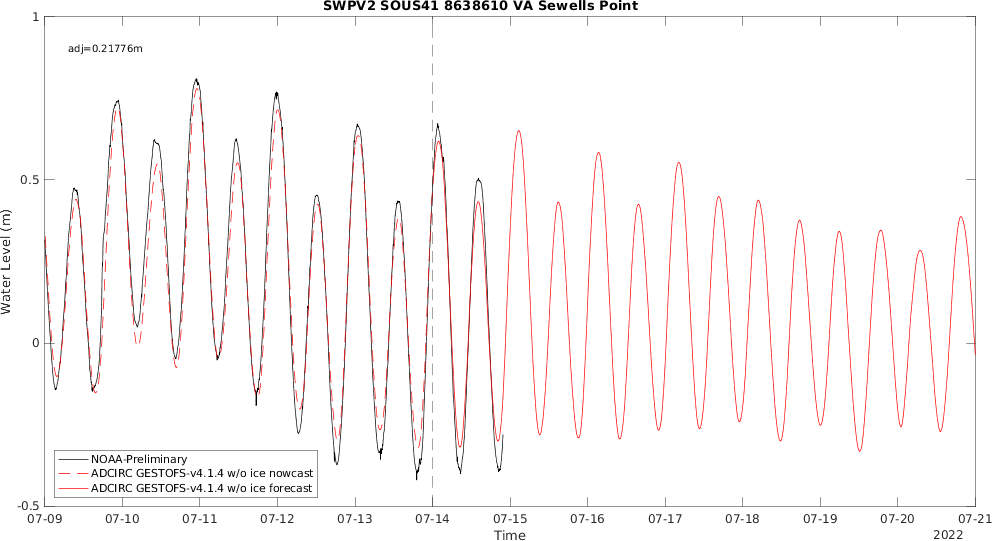 SWPV2 SOUS41 8638610 VA Sewells Point
adj=0.21776m
1
0.5
0
-0.5
Water Level (m)
NOAA-Preliminary
ADCIRC GESTOFS-v4.1.4 w/o ice nowcast
ADCIRC GESTOFS-v4.1.4 w/o ice forecast
07-09 07-10 07-11 07-12 07-13 07-14 07-15 07-16 07-17 07-18 07-19 07-20 07-21
Time
2022